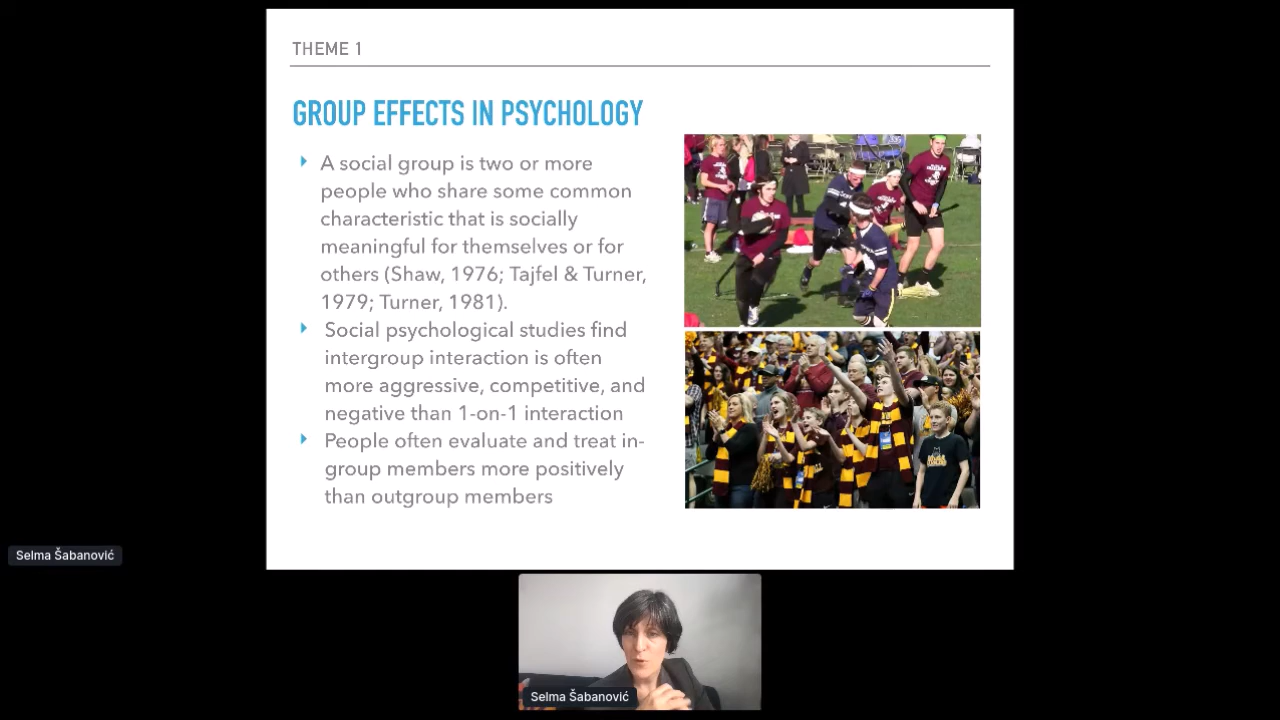 THEME 1
GROUP EFFECTS IN PSYCHOLOGY
A social group is two or more
people who share some common
characteristic that is socially
meaningful for themselves or for
others (Shaw, 1976; Tajfel & Turner,
1979; Turner, 1981).
Social psychological studies find
intergroup interaction is often
more aggressive, competitive, and
negative than 1-on-1 interaction
People often evaluate and treat in-
group members more positively
than outgroup members
Selma Šabanović
Selma Šabanović